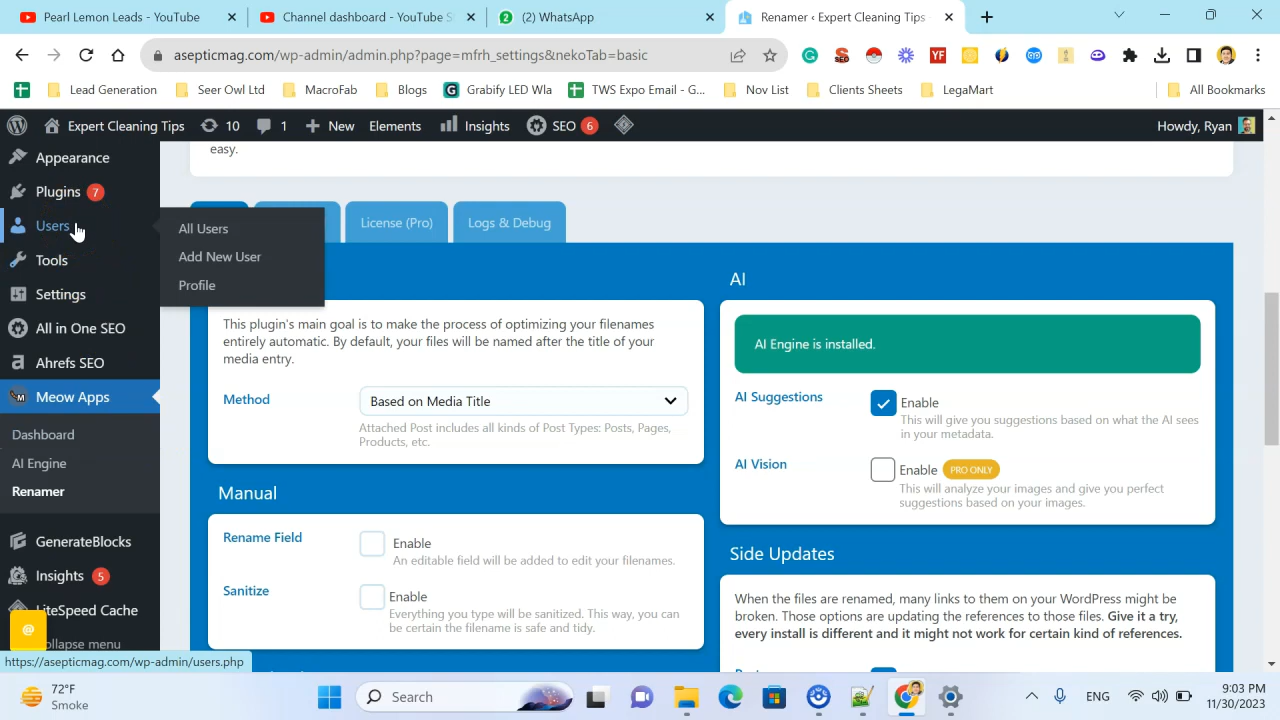 Paid Lemon Leads - YouTube
Channel dashboard - YouTube S
(2) WhatsApp
Renamer ‹ Expert Cleaning Tips -
asepticmag.com/wp-admin/admin.php?page=mfrh_settings&nekoTab=basic
Lead Generation
Seer Owl Ltd
MacroFab
Blogs
Grabify LED Wla
TWS Expo Email - G...
Nov List
Clients Sheets
LegaMart
All Bookmarks
Expert Cleaning Tips
10
1
New
Elements
Insights
SEO
6
Howdy, Ryan
Appearance
Plugins 7
Users
Tools
Settings
All in One SEO
Ahrefs SEO
Meow Apps
Dashboard
AI Engine
Renamer
GenerateBlocks
Insights 5
LiteSpeed Cache
Collapse menu
@
https://asepticmag.com/wp-admin/users.php
All Users
Add New User
Profile
easy.
License (Pro)
Logs & Debug
This plugin's main goal is to make the process of optimizing your filenames
entirely automatic. By default, your files will be named after the title of your
media entry.
Method
Based on Media Title
Attached Post includes all kinds of Post Types: Posts, Pages,
Products, etc.
Manual
Rename Field
Enable
An editable field will be added to edit your filenames.
Sanitize
Enable
Everything you type will be sanitized. This way, you can
be certain the filename is safe and tidy.
AI
AI Engine is installed.
AI Suggestions
Enable
This will give you suggestions based on what the AI sees
in your metadata.
AI Vision
Enable PRO ONLY
This will analyze your images and give you perfect
suggestions based on your images.
Side Updates
When the files are renamed, many links to them on your WordPress might be
broken. Those options are updating the references to those files. Give it a try,
every install is different and it might not work for certain kind of references.
72°F
Smoke
Search
ENG
9:03 PM
11/30/2023